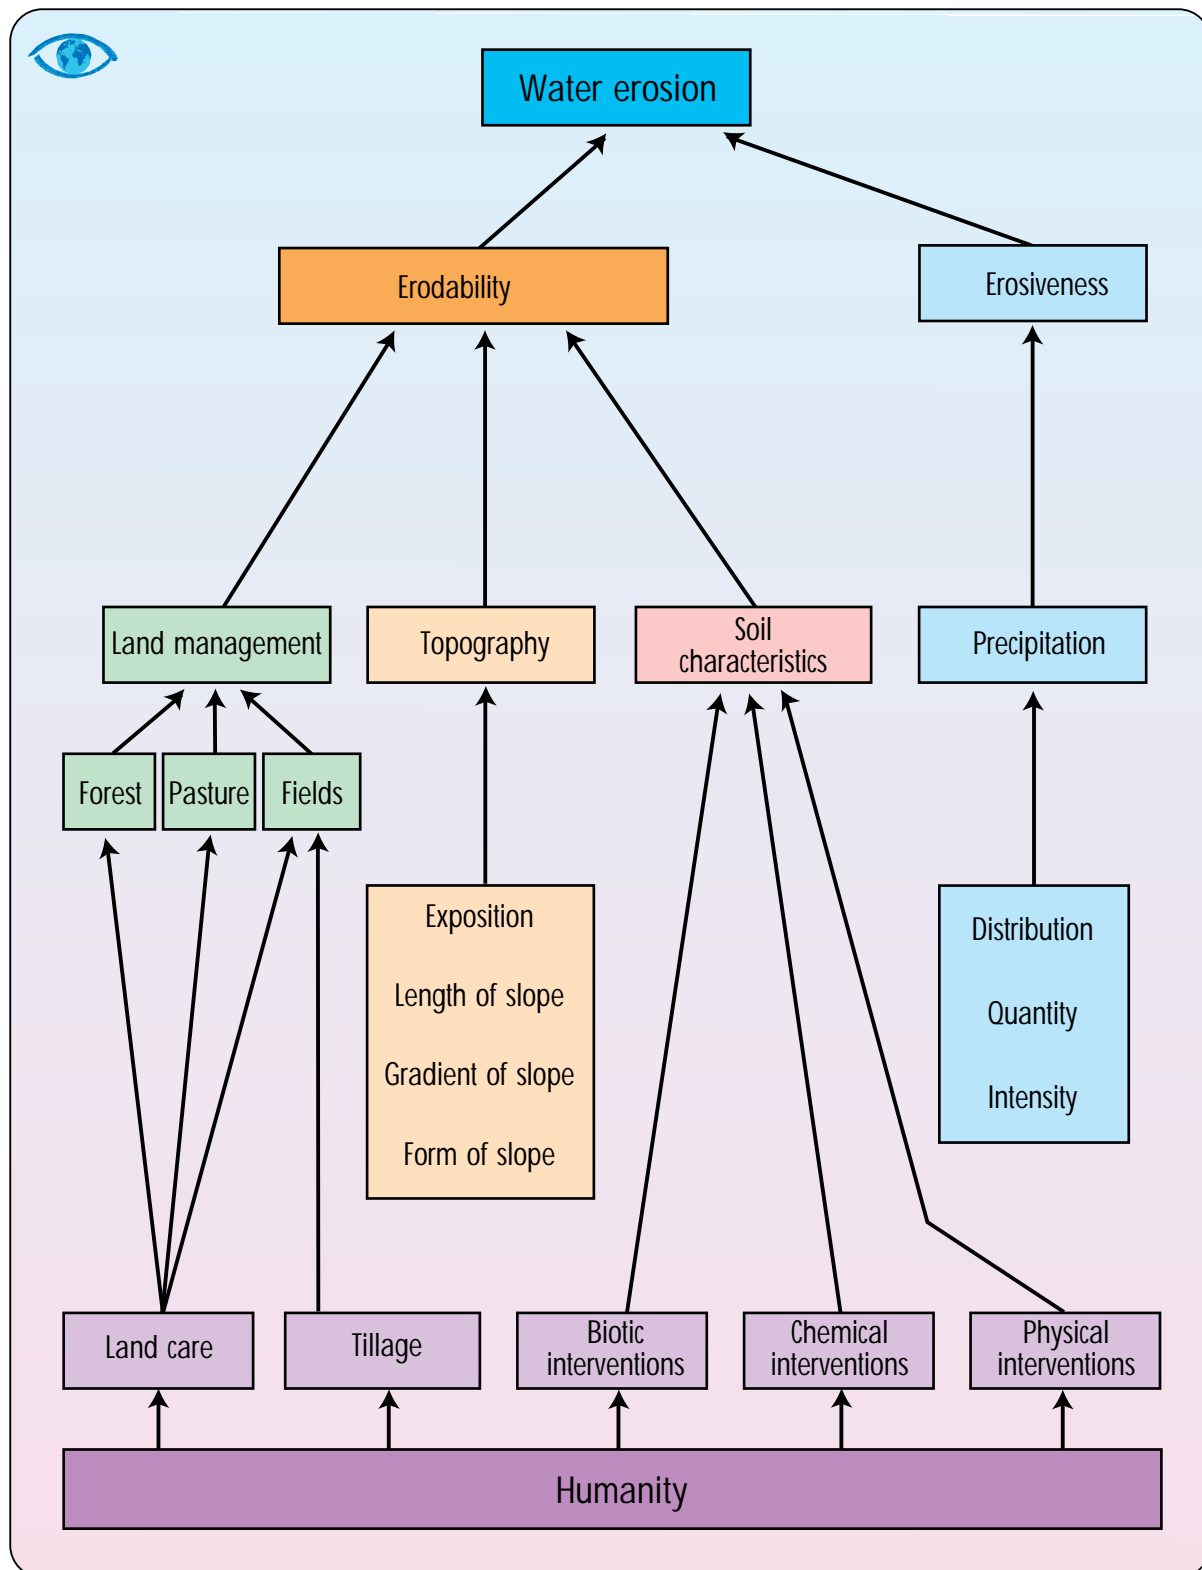 Water erosion
Erodability
Erosiveness
Land management
Topography
Soil
characteristics
Precipitation
Forest
Pasture
Fields
Exposition
Length of slope
Gradient of slope
Form of slope
Distribution
Quantity
Intensity
Land care
Tillage
Biotic
interventions
Chemical
interventions
Physical
interventions
Humanity